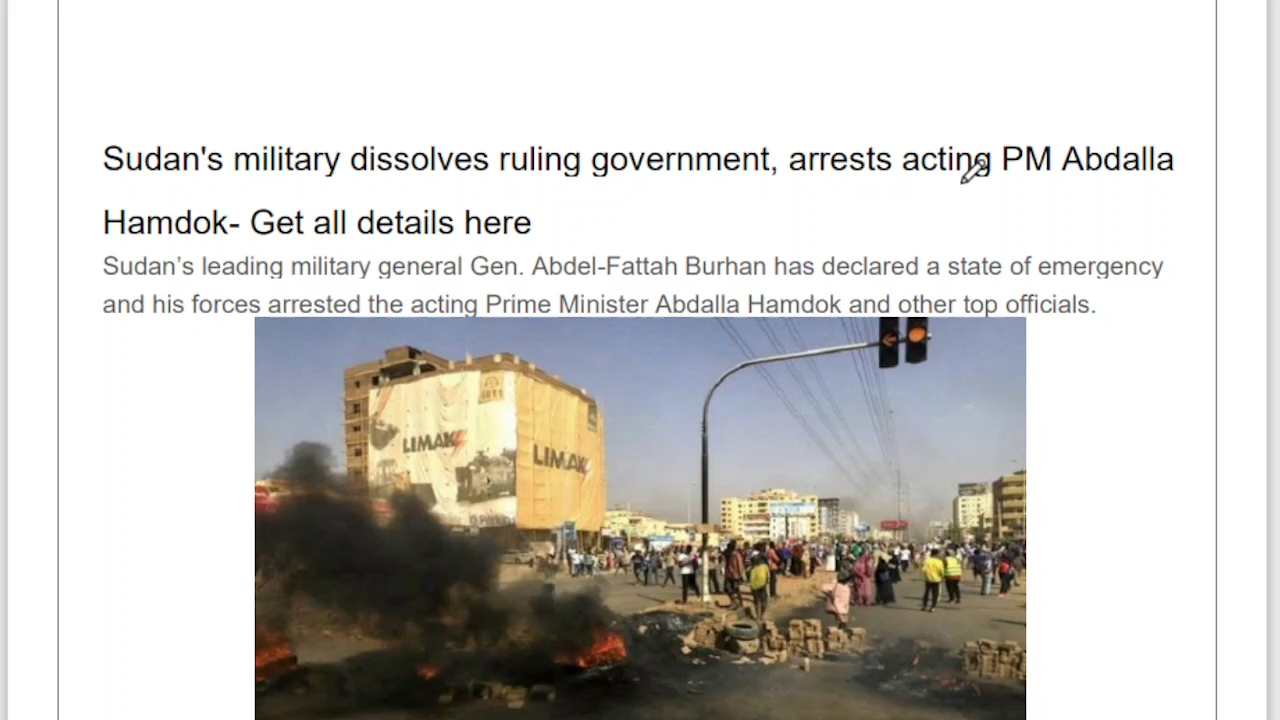 Sudan's military dissolves ruling government, arrests acting PM Abdalla
Hamdok- Get all details here
Sudan’s leading military general Gen. Abdel-Fattah Burhan has declared a state of emergency
and his forces arrested the acting Prime Minister Abdalla Hamdok and other top officials.
LIMAK
LIMAK